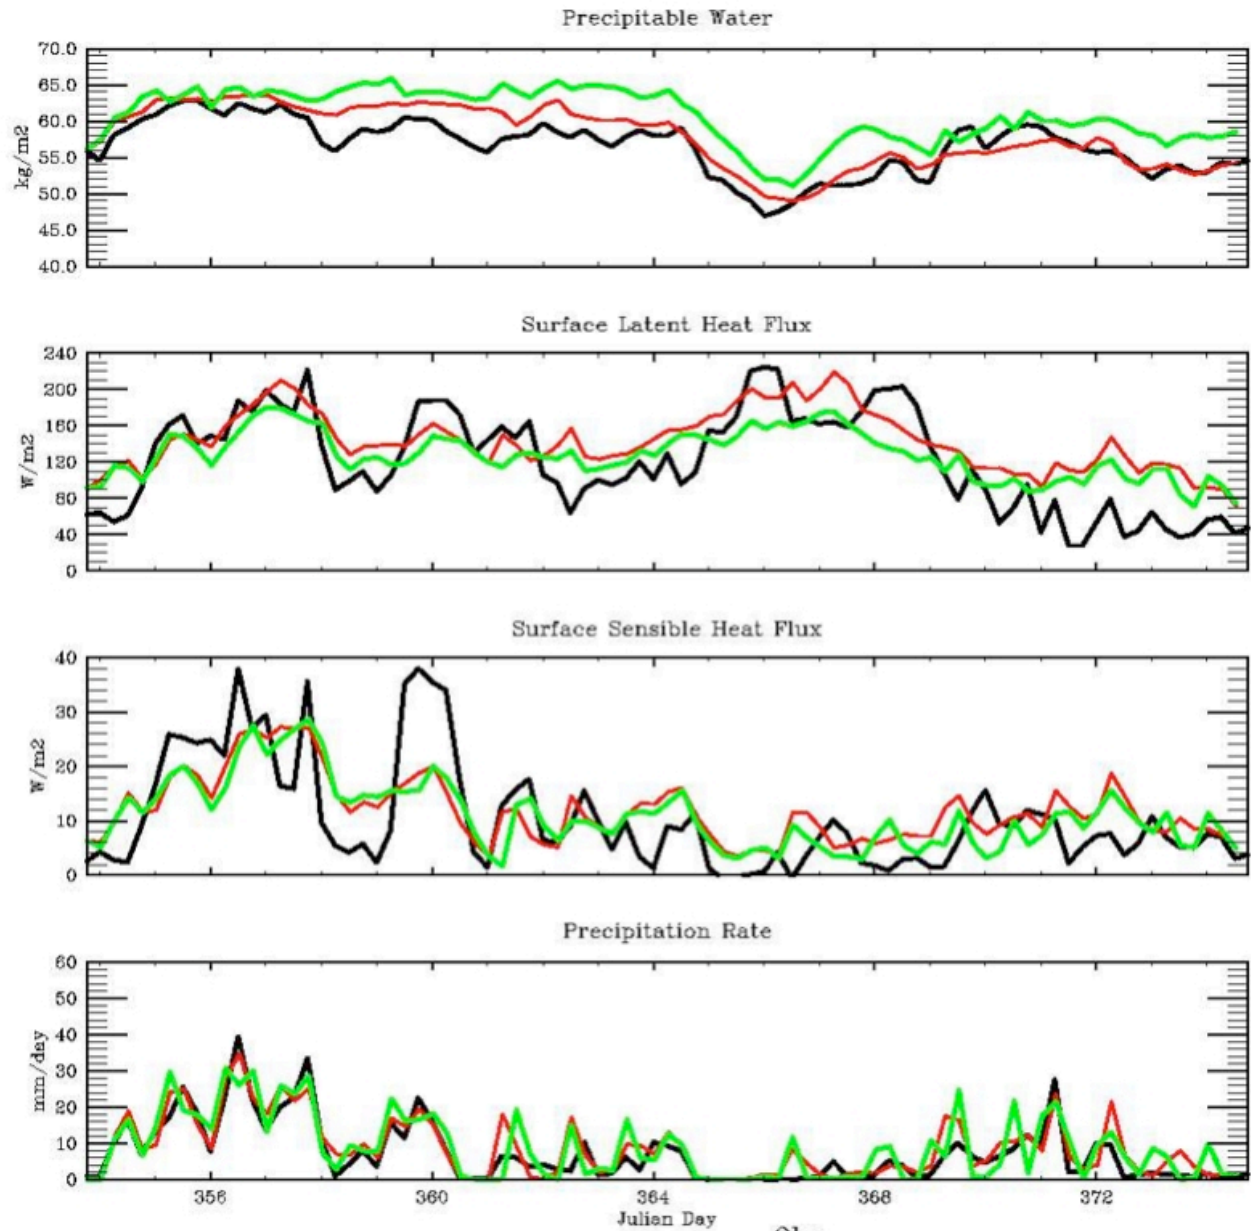 Precipitable Water
70.0
65.0
60.0
55.0
50.0
45.0
40.0
kg/m2
Surface Latent Heat Flux
240
200
160
120
80
40
0
W/m2
Surface Sensible Heat Flux
40
30
20
10
0
W/m2
Precipitation Rate
60
50
40
30
20
10
0
mm/day
356 360 364 368 372
Julian Day